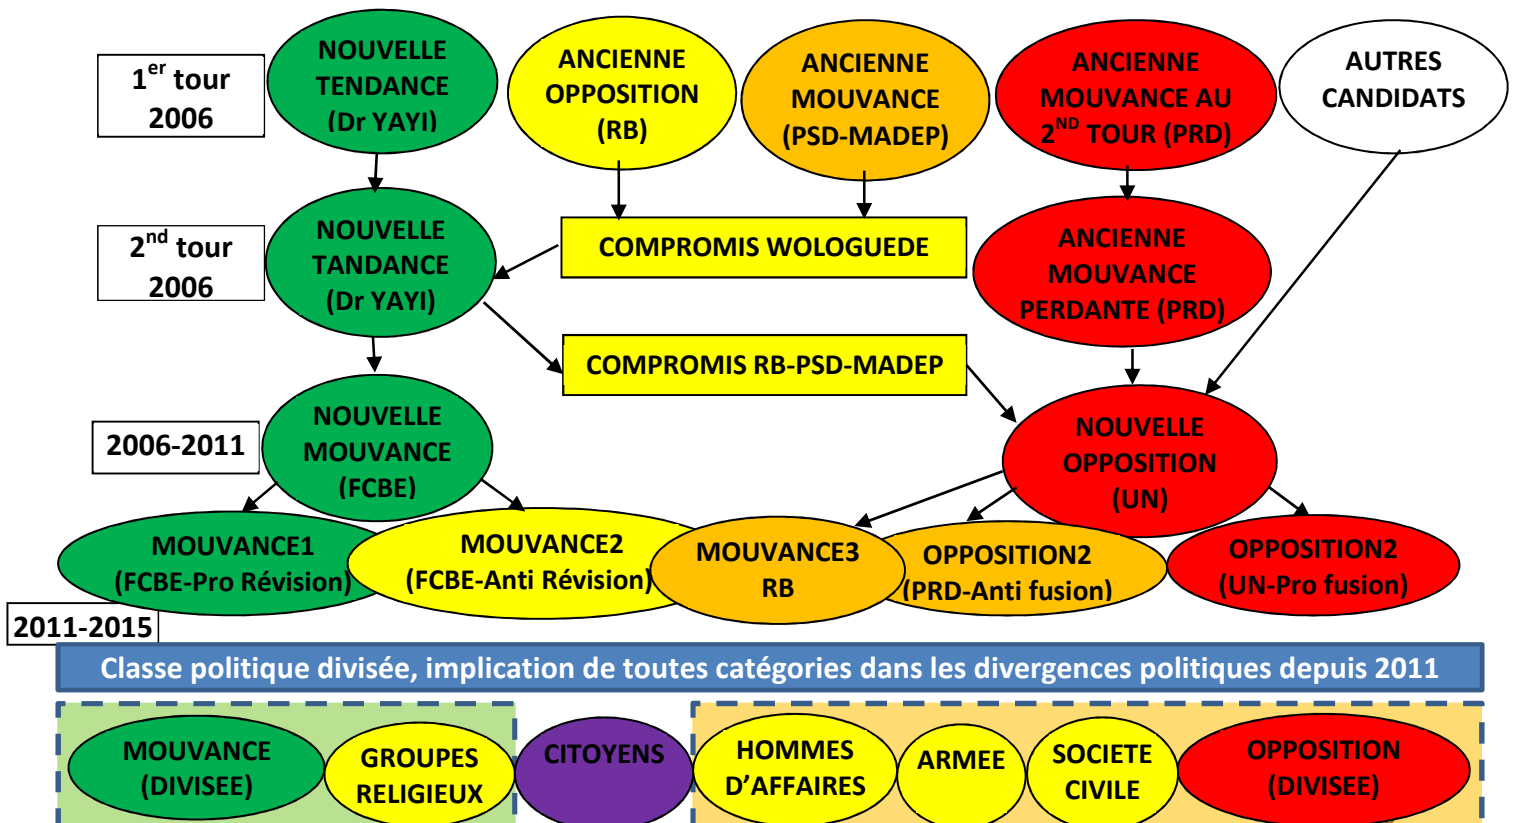 1er tour
2006
NOUVELLE
TENDANCE
(Dr YAYI)
ANCIENNE
OPPOSITION
(RB)
ANCIENNE
MOUVANCE
(PSD-MADEP)
ANCIENNE
MOUVANCE AU
2ND TOUR (PRD)
AUTRES
CANDIDATS
2nd tour
2006
NOUVELLE
TANDANCE
(Dr YAYI)
COMPROMIS WOLOGUEDE
ANCIENNE
MOUVANCE
PERDANTE (PRD)
COMPROMIS RB-PSD-MADEP
2006-2011
NOUVELLE
MOUVANCE
(FCBE)
NOUVELLE
OPPOSITION
(UN)
MOUVANCE1
(FCBE-Pro Révision)
MOUVANCE2
(FCBE-Anti Révision)
MOUVANCE3
RB
OPPOSITION2
(PRD-Anti fusion)
OPPOSITION2
(UN-Pro fusion)
2011-2015
Classe politique divisée, implication de toutes catégories dans les divergences politiques depuis 2011
MOUVANCE
(DIVISEE)
GROUPES
RELIGIEUX
CITOYENS
HOMMES
D’AFFAIRES
ARMEE
SOCIETE
CIVILE
OPPOSITION
(DIVISEE)